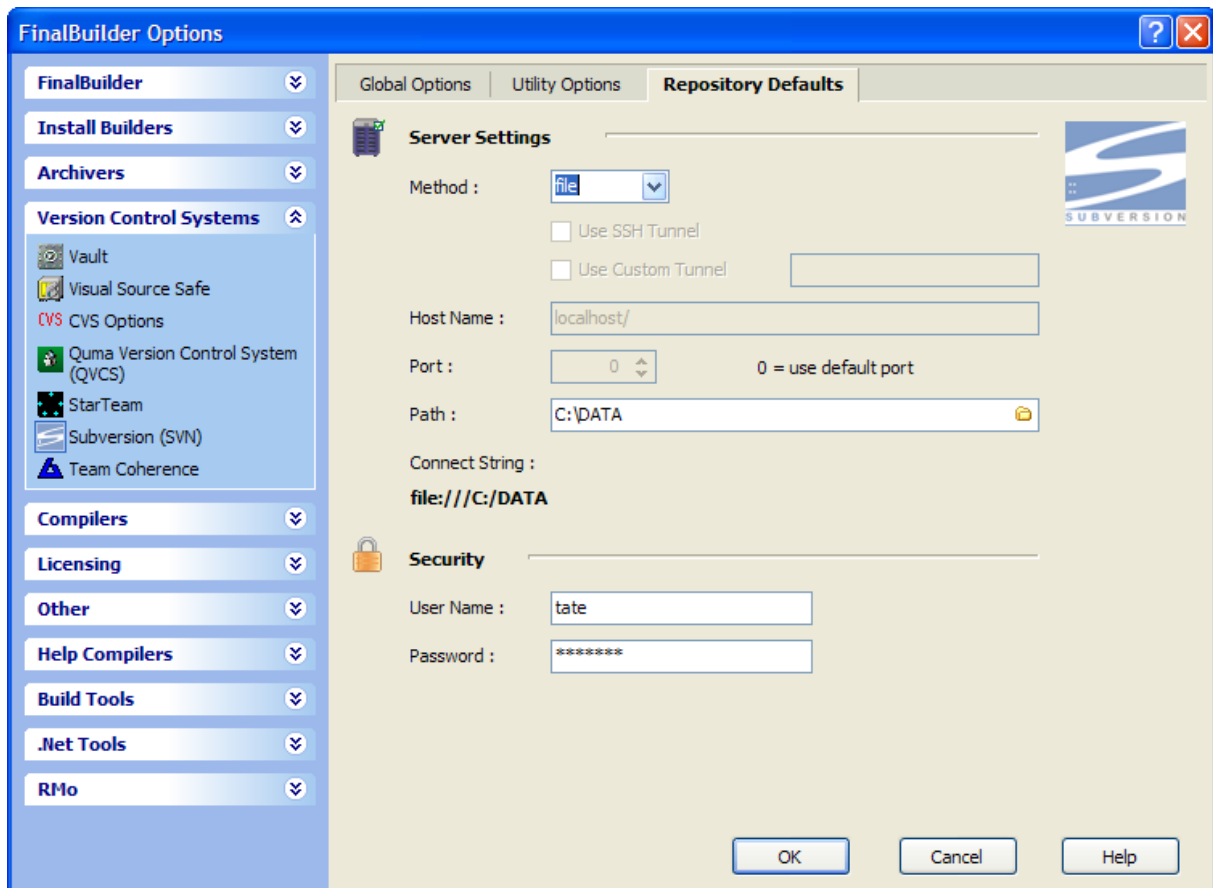 FinalBuilder Options
FinalBuilder
Install Builders
Archivers
Version Control Systems
Vault
Visual Source Safe
CVS CVS Options
Quma Version Control System
(QVCS)
StarTeam
Subversion (SVN)
Team Coherence
Compilers
Licensing
Other
Help Compilers
Build Tools
.Net Tools
RMo
Global Options Utility Options Repository Defaults
Server Settings
SUBVERSION
Method : file
Use SSH Tunnel
Use Custom Tunnel
Host Name : localhost/
Port : 0 0 = use default port
Path : C:\DATA
Connect String :
file:///C:/DATA
Security
User Name : tate
Password : *******
OK Cancel Help